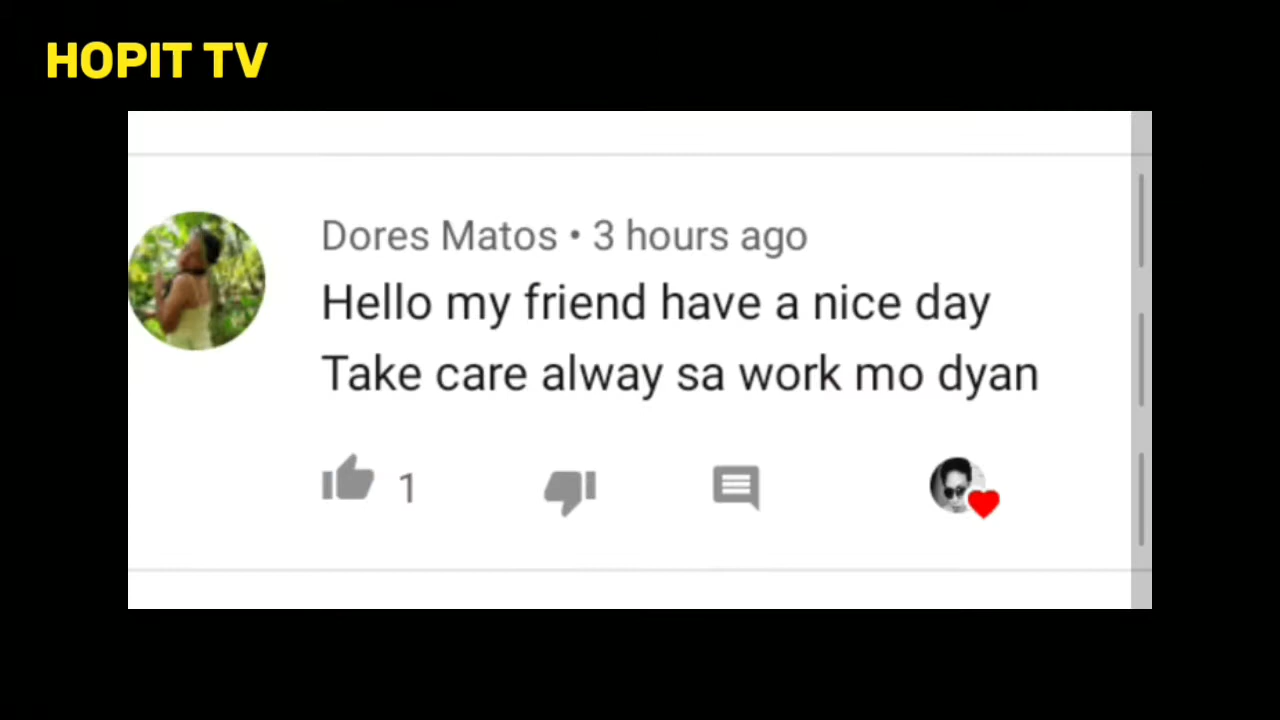 HOPIT TV
Dores Matos • 3 hours ago
Hello my friend have a nice day
Take care alway sa work mo dyan
1